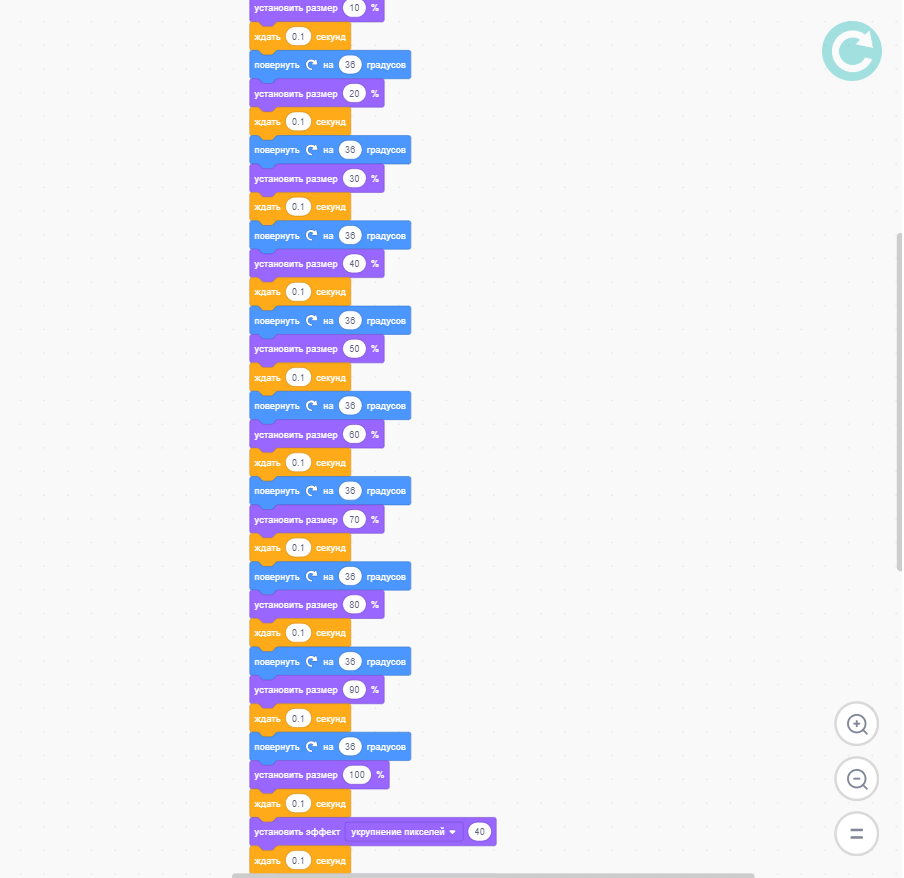 установить размер 10 %
ждать 0.1 секунд
повернуть на 36 градусов
установить размер 20 %
ждать 0.1 секунд
повернуть на 36 градусов
установить размер 30 %
ждать 0.1 секунд
повернуть на 36 градусов
установить размер 40 %
ждать 0.1 секунд
повернуть на 36 градусов
установить размер 50 %
ждать 0.1 секунд
повернуть на 36 градусов
установить размер 60 %
ждать 0.1 секунд
повернуть на 36 градусов
установить размер 70 %
ждать 0.1 секунд
повернуть на 36 градусов
установить размер 80 %
ждать 0.1 секунд
повернуть на 36 градусов
установить размер 90 %
ждать 0.1 секунд
повернуть на 36 градусов
установить размер 100 %
ждать 0.1 секунд
установить эффект укрупнение пикселей 40
ждать 0.1 секунд